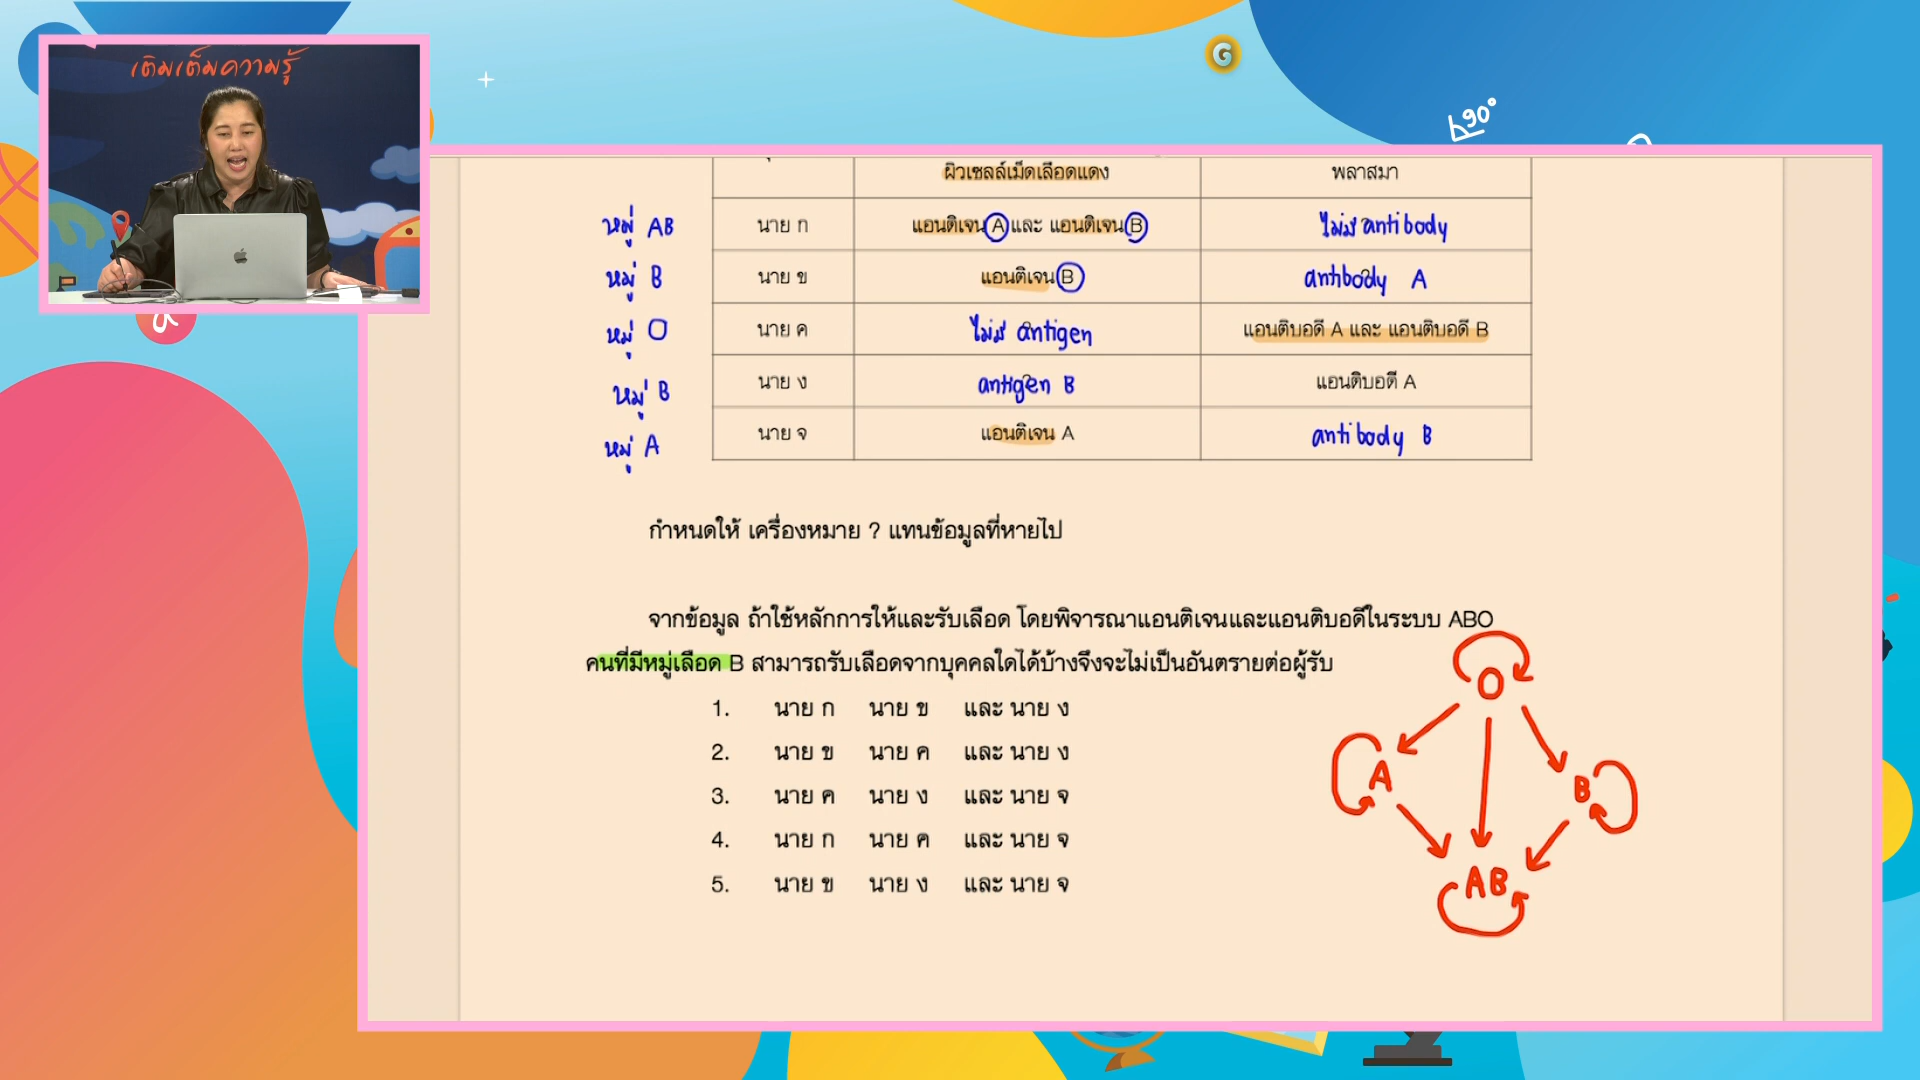 เติมเต็มความรู้
G
90°
ผิวเซลล์เม็ดเลือดแดง พลาสมา
หมู่ AB นาย ก แอนติเจน A และ แอนติเจน B ไม่มี antibody
หมู่ B นาย ข แอนติเจน B antibody A
หมู่ O นาย ค ไม่มี antigen แอนติบอดี A และ แอนติบอดี B
หมู่ B นาย ง antigen B แอนติบอดี A
หมู่ A นาย จ แอนติเจน A antibody B
กำหนดให้ เครื่องหมาย ? แทนข้อมูลที่หายไป
จากข้อมูล ถ้าใช้หลักการให้และรับเลือด โดยพิจารณาแอนติเจนและแอนติบอดีในระบบ ABO
คนที่มีหมู่เลือด B สามารถรับเลือดจากบุคคลใดได้บ้างจึงจะไม่เป็นอันตรายต่อผู้รับ
1. นาย ก นาย ข และ นาย ง
2. นาย ข นาย ค และ นาย ง
3. นาย ค นาย ง และ นาย จ
4. นาย ก นาย ค และ นาย จ
5. นาย ข นาย ง และ นาย จ
O
A B
AB